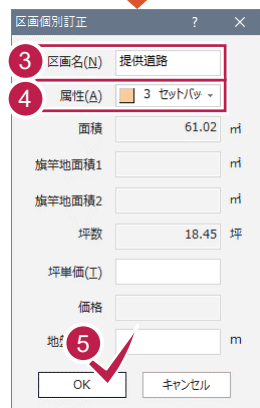 区画個別訂正 ? ×
3 区画名(N) 提供道路
4 属性(A) 3 セットバッ
面積 61.02 ㎡
旗竿地面積1 ㎡
旗竿地面積2 ㎡
坪数 18.45 坪
坪単価(T)
価格
5 m
OK キャンセル